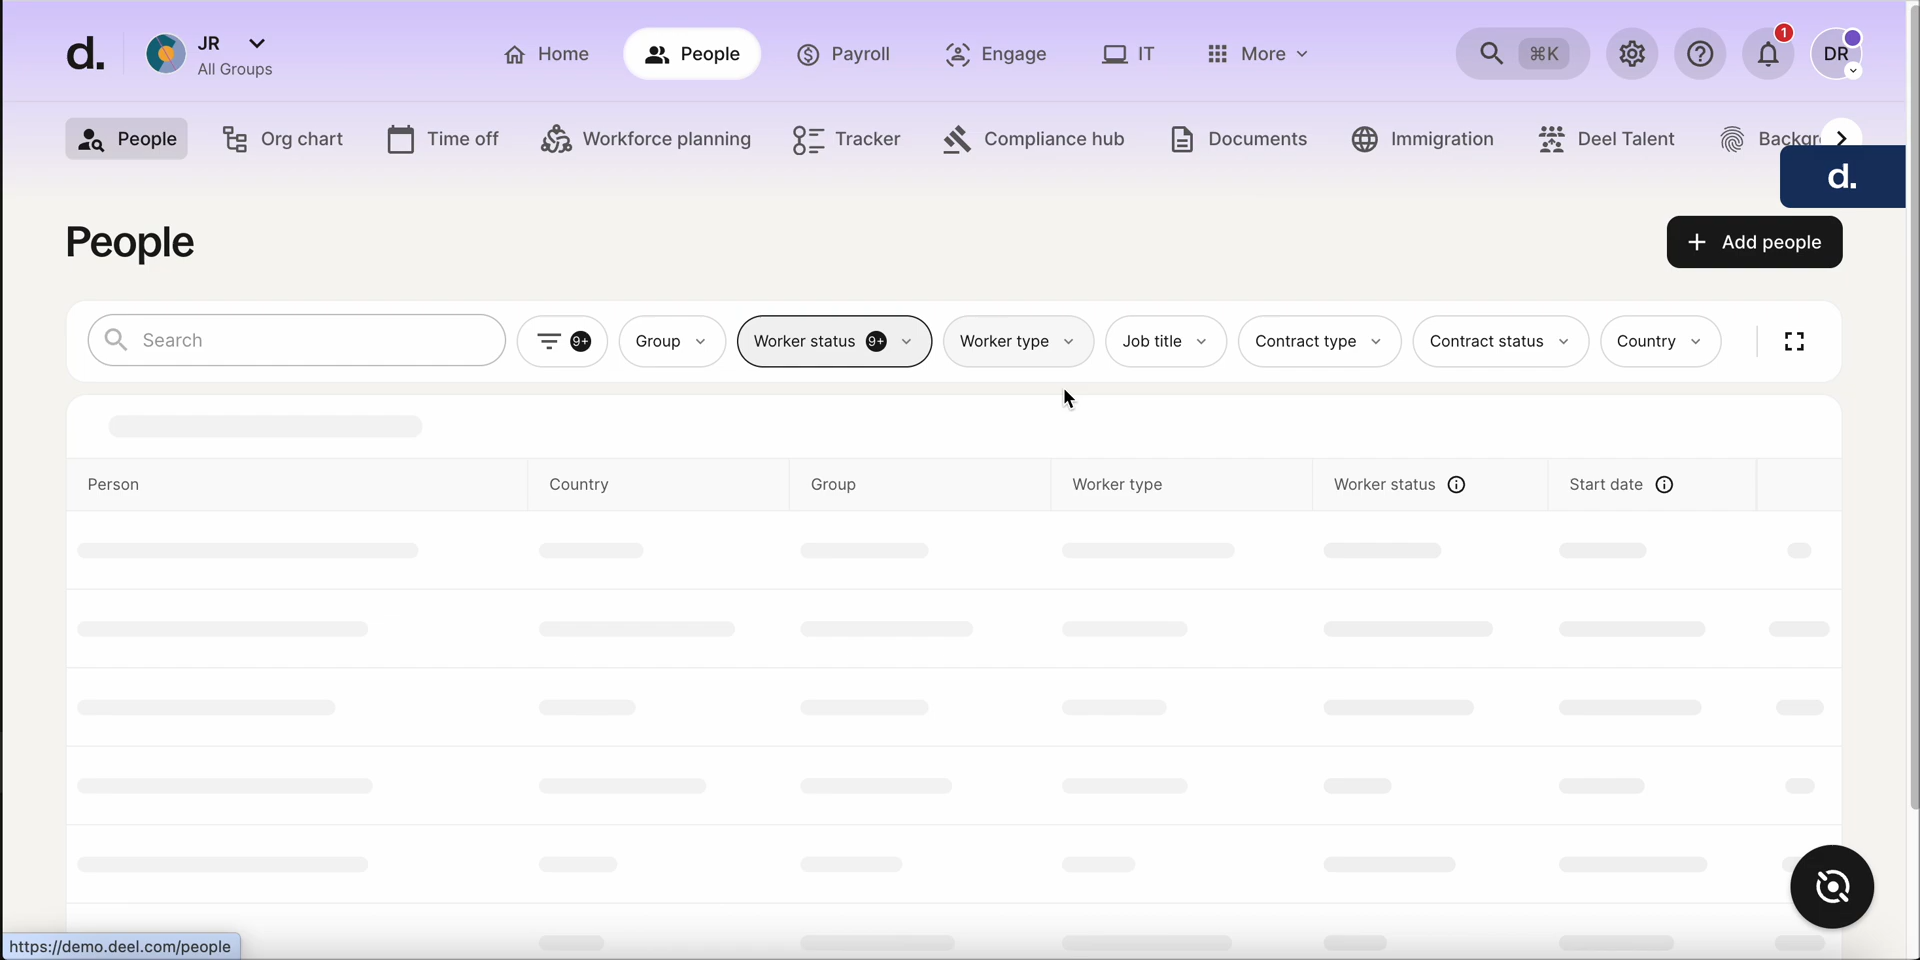 d.
JR
All Groups
Home
People
Payroll
Engage
IT
More
⌘K
1
DR
People
Org chart
Time off
Workforce planning
Tracker
Compliance hub
Documents
Immigration
Deel Talent
Backgr
d.
People
Add people
Search
9+
Group
Worker status 9+
Worker type
Job title
Contract type
Contract status
Country
Person
Country
Group
Worker type
Worker status
Start date
https://demo.deel.com/people